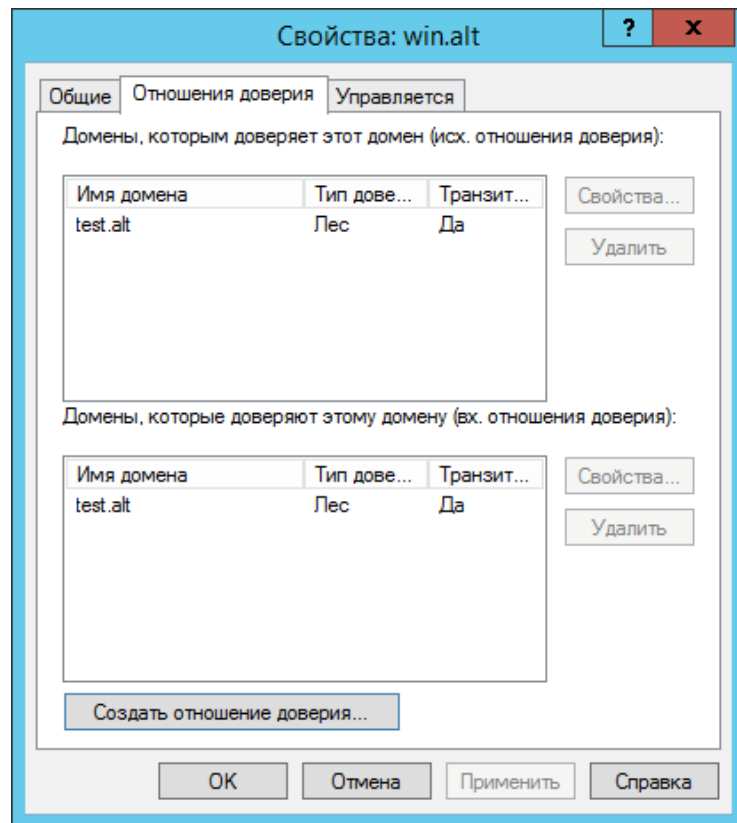 Свойства: win.alt ? x
Общие Отношения доверия Управляется
Домены, которым доверяет этот домен (исх. отношения доверия):
Имя домена Тип дове... Транзит... Свойства...
test.alt Лес Да
Удалить
Домены, которые доверяют этому домену (вх. отношения доверия):
Имя домена Тип дове... Транзит... Свойства...
test.alt Лес Да
Удалить
Создать отношение доверия...
ОК Отмена Применить Справка